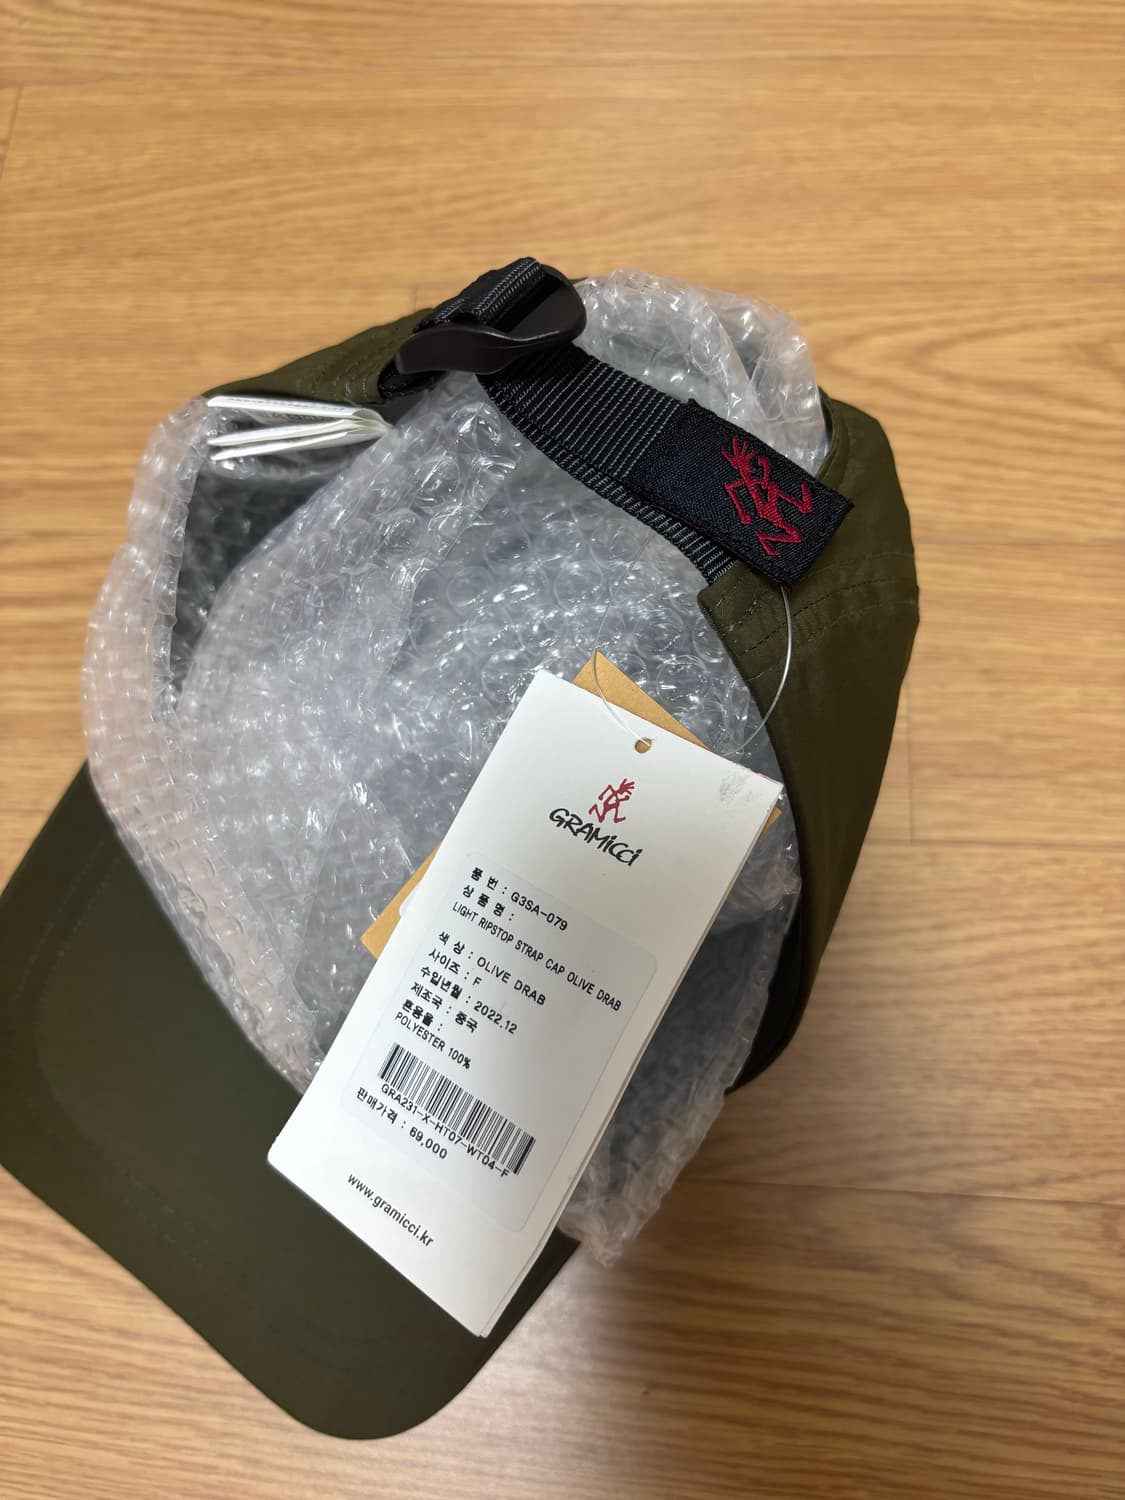 GRAMICCI
품 번 : G3SA-079
상 품 명 :
LIGHT RIPSTOP STRAP CAP OLIVE DRAB
색 상 : OLIVE DRAB
사이즈 : F
수입년월 : 2022.12
제조국 : 중국
혼용율 :
POLYESTER 100%
GRA231-X-HT07-WT04-F
판매가격 : 69,000
www.gramicci.kr